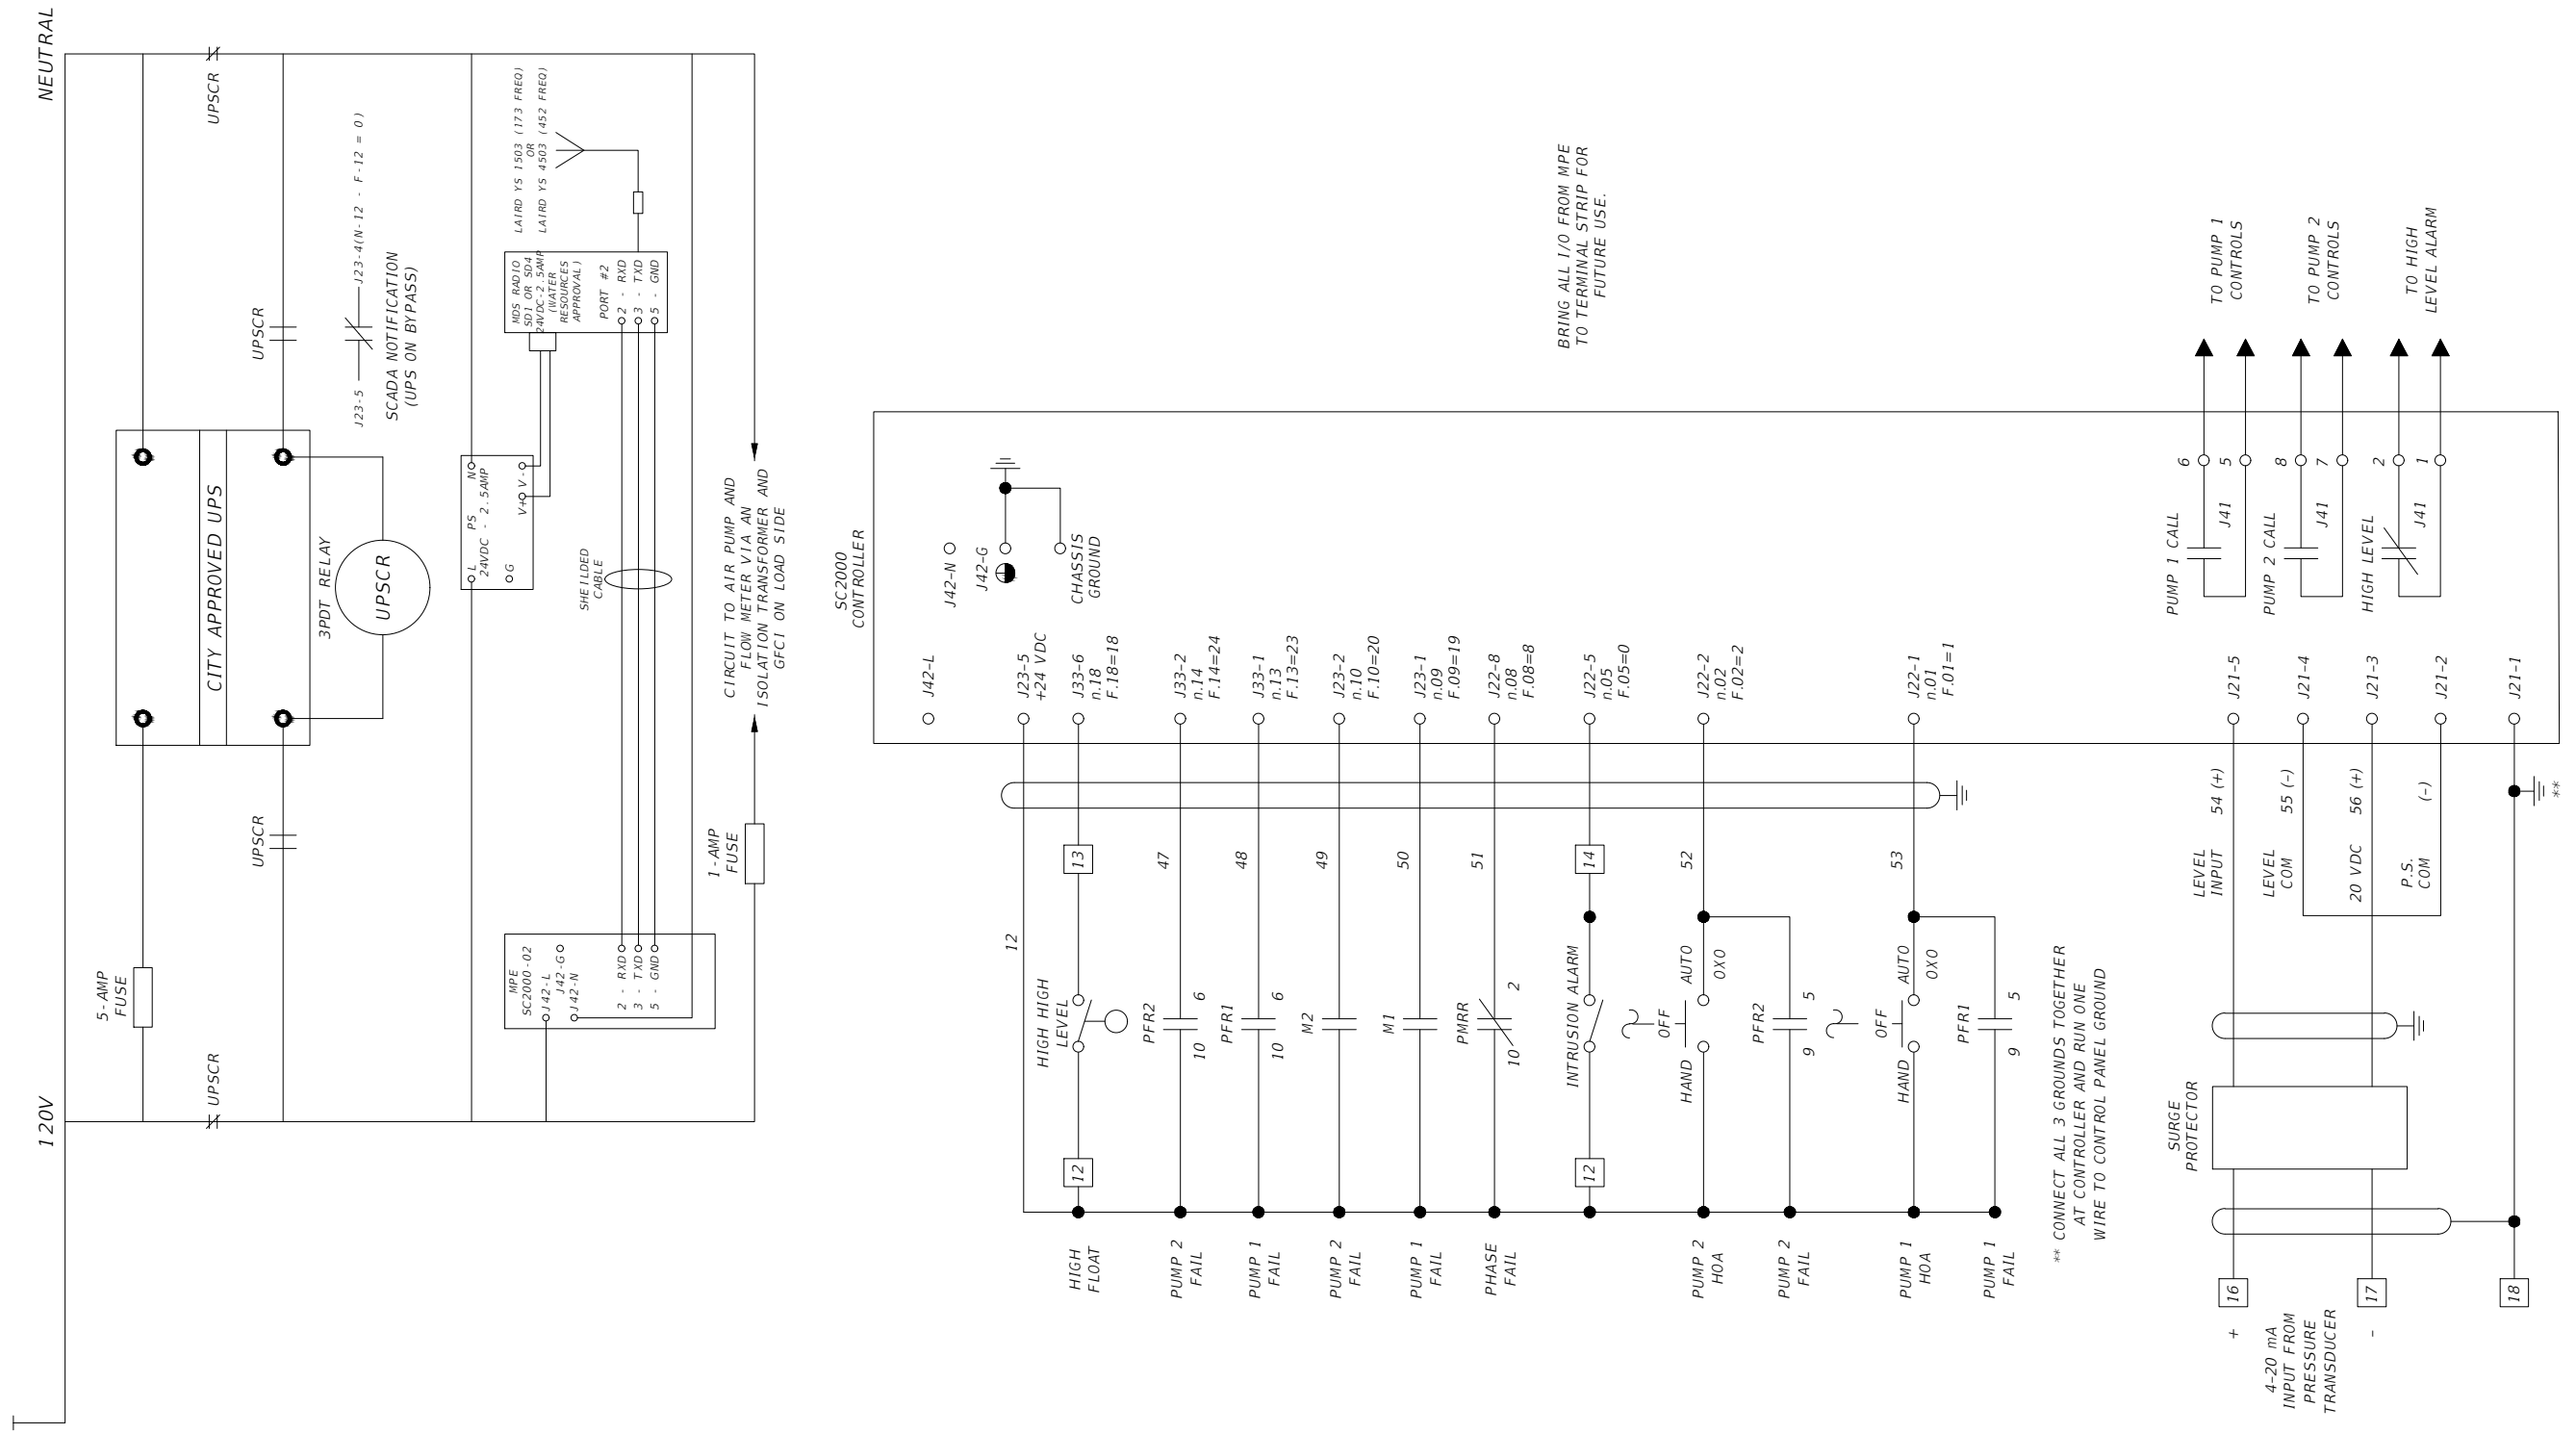 120V
NEUTRAL
5-AMP
FUSE
CITY APPROVED UPS
UPSCR
UPSCR
UPSCR
UPSCR
3PDT RELAY
UPSCR
J23-5
J23-4(N-12 - F-12 = 0)
SCADA NOTIFICATION
(UPS ON BYPASS)
L PS N
24VDC - 2.5AMP
G
V+ V-
MPE
SC2000-02
J42-L
J42-G
J42-N
2 - RXD
3 - TXD
5 - GND
SHEILDED
CABLE
MDS RADIO
SD1 OR SD4
24VDC-2.5AMP
(WATER
RESOURCES
APPROVAL)
PORT #2
2 - RXD
3 - TXD
5 - GND
LAIRD YS 1503 (173 FREQ)
OR
LAIRD YS 4503 (452 FREQ)
1-AMP
FUSE
CIRCUIT TO AIR PUMP AND
FLOW METER VIA AN
ISOLATION TRANSFORMER AND
GFCI ON LOAD SIDE
SC2000
CONTROLLER
J42-L
J42-N
J42-G
CHASSIS
GROUND
12
J23-5
+24 VDC
HIGH
FLOAT
12
HIGH HIGH
LEVEL
13
J33-6
n.18
F.18=18
PUMP 2
FAIL
PFR2
10
6
47
J33-2
n.14
F.14=24
PUMP 1
FAIL
PFR1
10
6
48
J33-1
n.13
F.13=23
PUMP 2
FAIL
M2
49
J23-2
n.10
F.10=20
PUMP 1
FAIL
M1
50
J23-1
n.09
F.09=19
PHASE
FAIL
PMRR
10
2
51
J22-8
n.08
F.08=8
12
INTRUSION ALARM
14
J22-5
n.05
F.05=0
PUMP 2
HOA
HAND
OFF
AUTO
OXO
52
J22-2
n.02
F.02=2
PUMP 2
FAIL
PFR2
9
5
PUMP 1
HOA
HAND
OFF
AUTO
OXO
53
J22-1
n.01
F.01=1
PUMP 1
FAIL
PFR1
9
5
BRING ALL I/O FROM MPE
TO TERMINAL STRIP FOR
FUTURE USE.
** CONNECT ALL 3 GROUNDS TOGETHER
AT CONTROLLER AND RUN ONE
WIRE TO CONTROL PANEL GROUND
PUMP 1 CALL
J41
6
5
TO PUMP 1
CONTROLS
PUMP 2 CALL
J41
8
7
TO PUMP 2
CONTROLS
HIGH LEVEL
J41
2
1
TO HIGH
LEVEL ALARM
SURGE
PROTECTOR
LEVEL
INPUT
54 (+)
J21-5
LEVEL
COM
55 (-)
J21-4
20 VDC
56 (+)
J21-3
P.S.
COM
(-)
J21-2
J21-1
**
+
16
4-20 mA
INPUT FROM
PRESSURE
TRANSDUCER
-
17
18